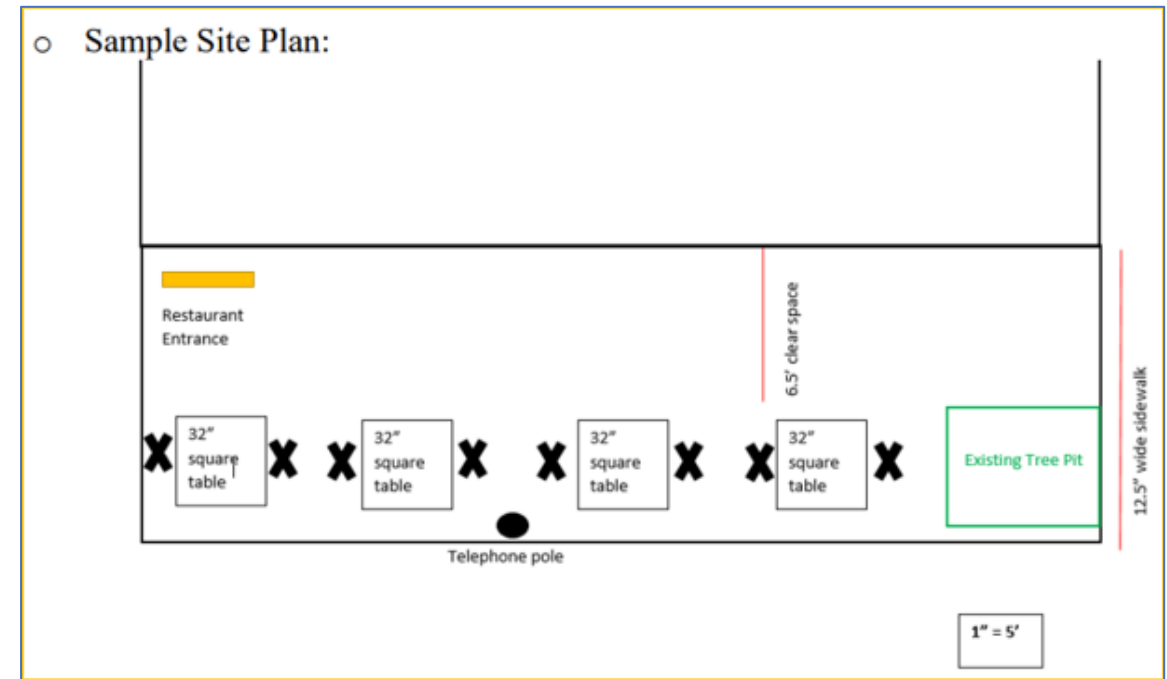 o Sample Site Plan:
Restaurant
Entrance
6.5' clear space
12.5" wide sidewalk
32"
square
table
32"
square
table
32"
square
table
32"
square
table
Existing Tree Pit
Telephone pole
1" = 5'